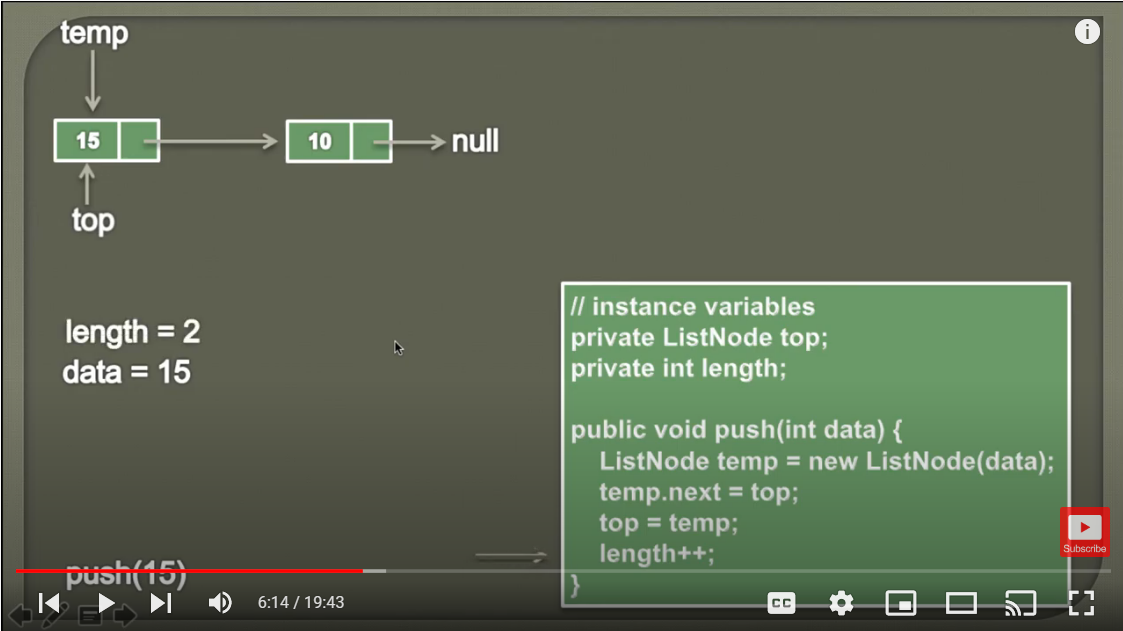 temp
15
10
null
top
length = 2
data = 15
// instance variables
private ListNode top;
private int length;
public void push(int data) {
ListNode temp = new ListNode(data);
temp.next = top;
top = temp;
length++;
}
push(15)
Subscribe
6:14 / 19:43
CC
i